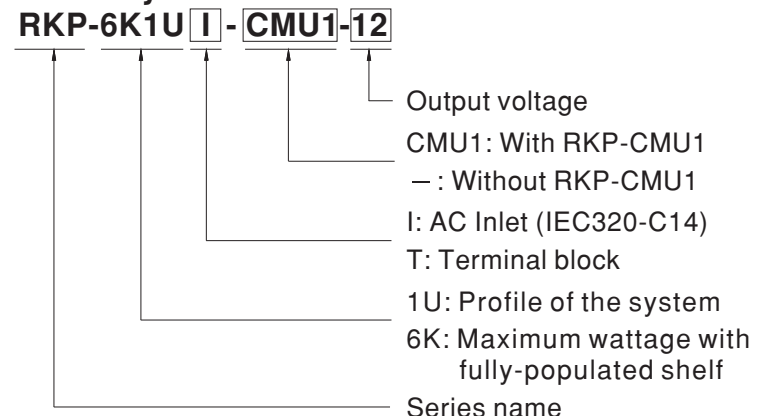 RKP-6K1U I - CMU1-12
Output voltage
CMU1: With RKP-CMU1
— : Without RKP-CMU1
I: AC Inlet (IEC320-C14)
T: Terminal block
1U: Profile of the system
6K: Maximum wattage with
fully-populated shelf
Series name